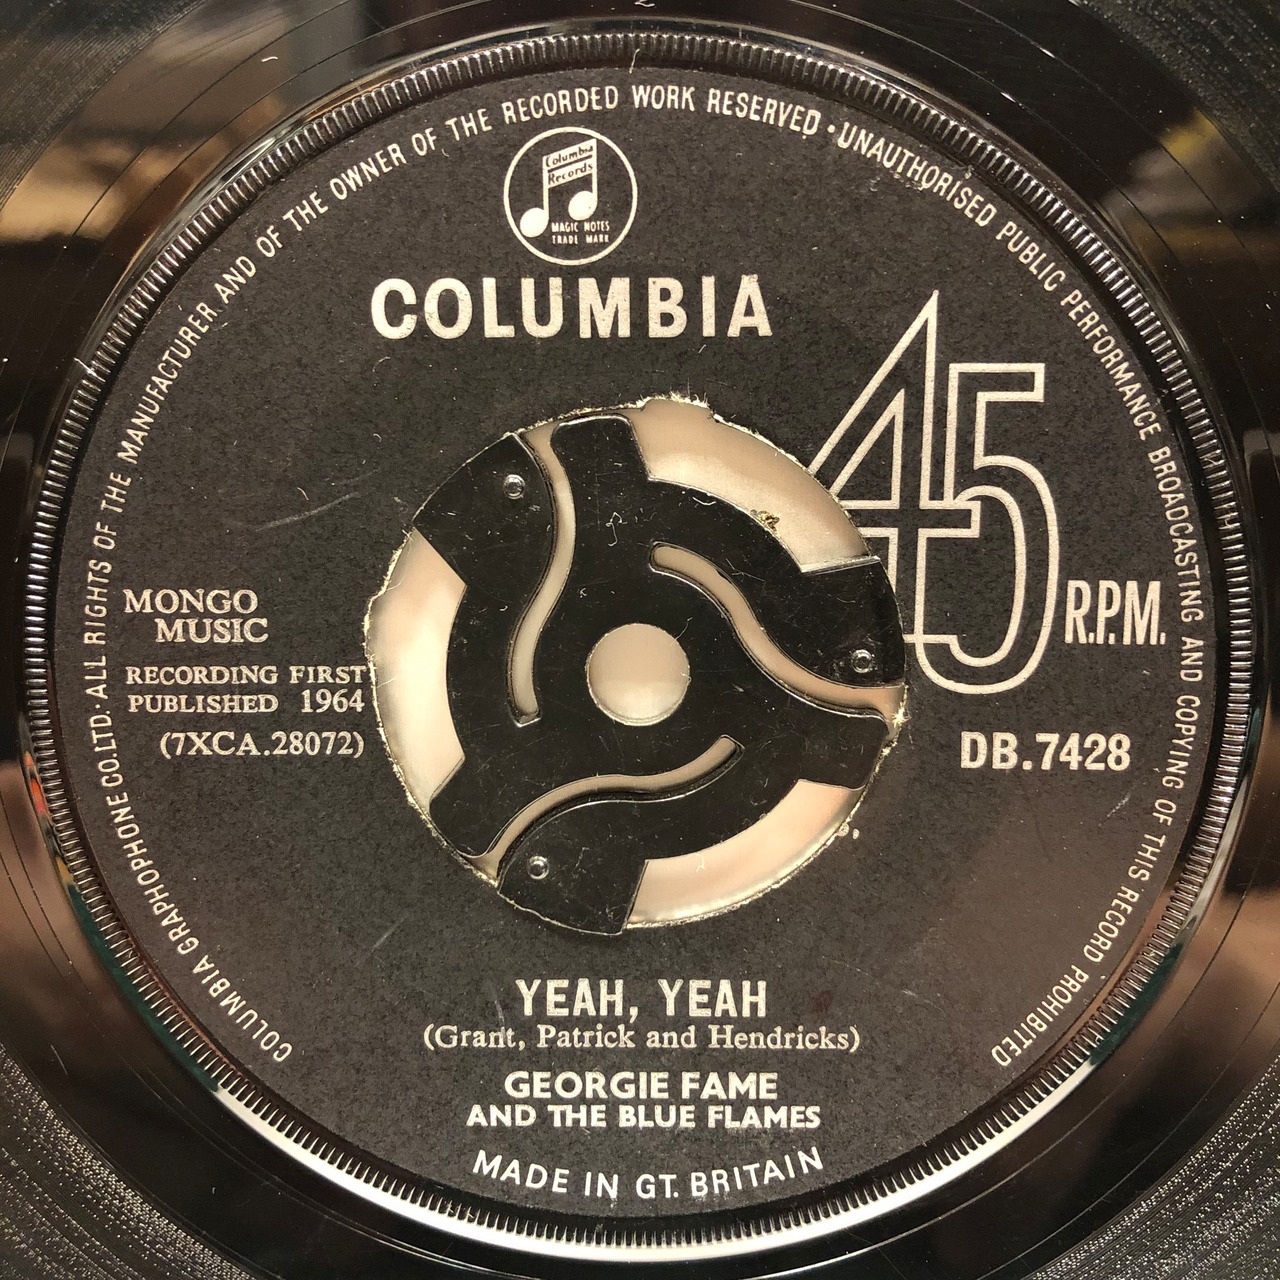 COLUMBIA GRAPHOPHONE CO. LTD. · ALL RIGHTS OF THE MANUFACTURER AND OF THE OWNER OF THE RECORDED WORK RESERVED · UNAUTHORISED PUBLIC PERFORMANCE BROADCASTING AND COPYING OF THIS RECORD PROHIBITED
Columbia
Records
MAGIC NOTES
TRADE MARK
COLUMBIA
45
R.P.M.
MONGO
MUSIC
RECORDING FIRST
PUBLISHED 1964
(7XCA.28072)
DB.7428
YEAH, YEAH
(Grant, Patrick and Hendricks)
GEORGIE FAME
AND THE BLUE FLAMES
MADE IN GT. BRITAIN